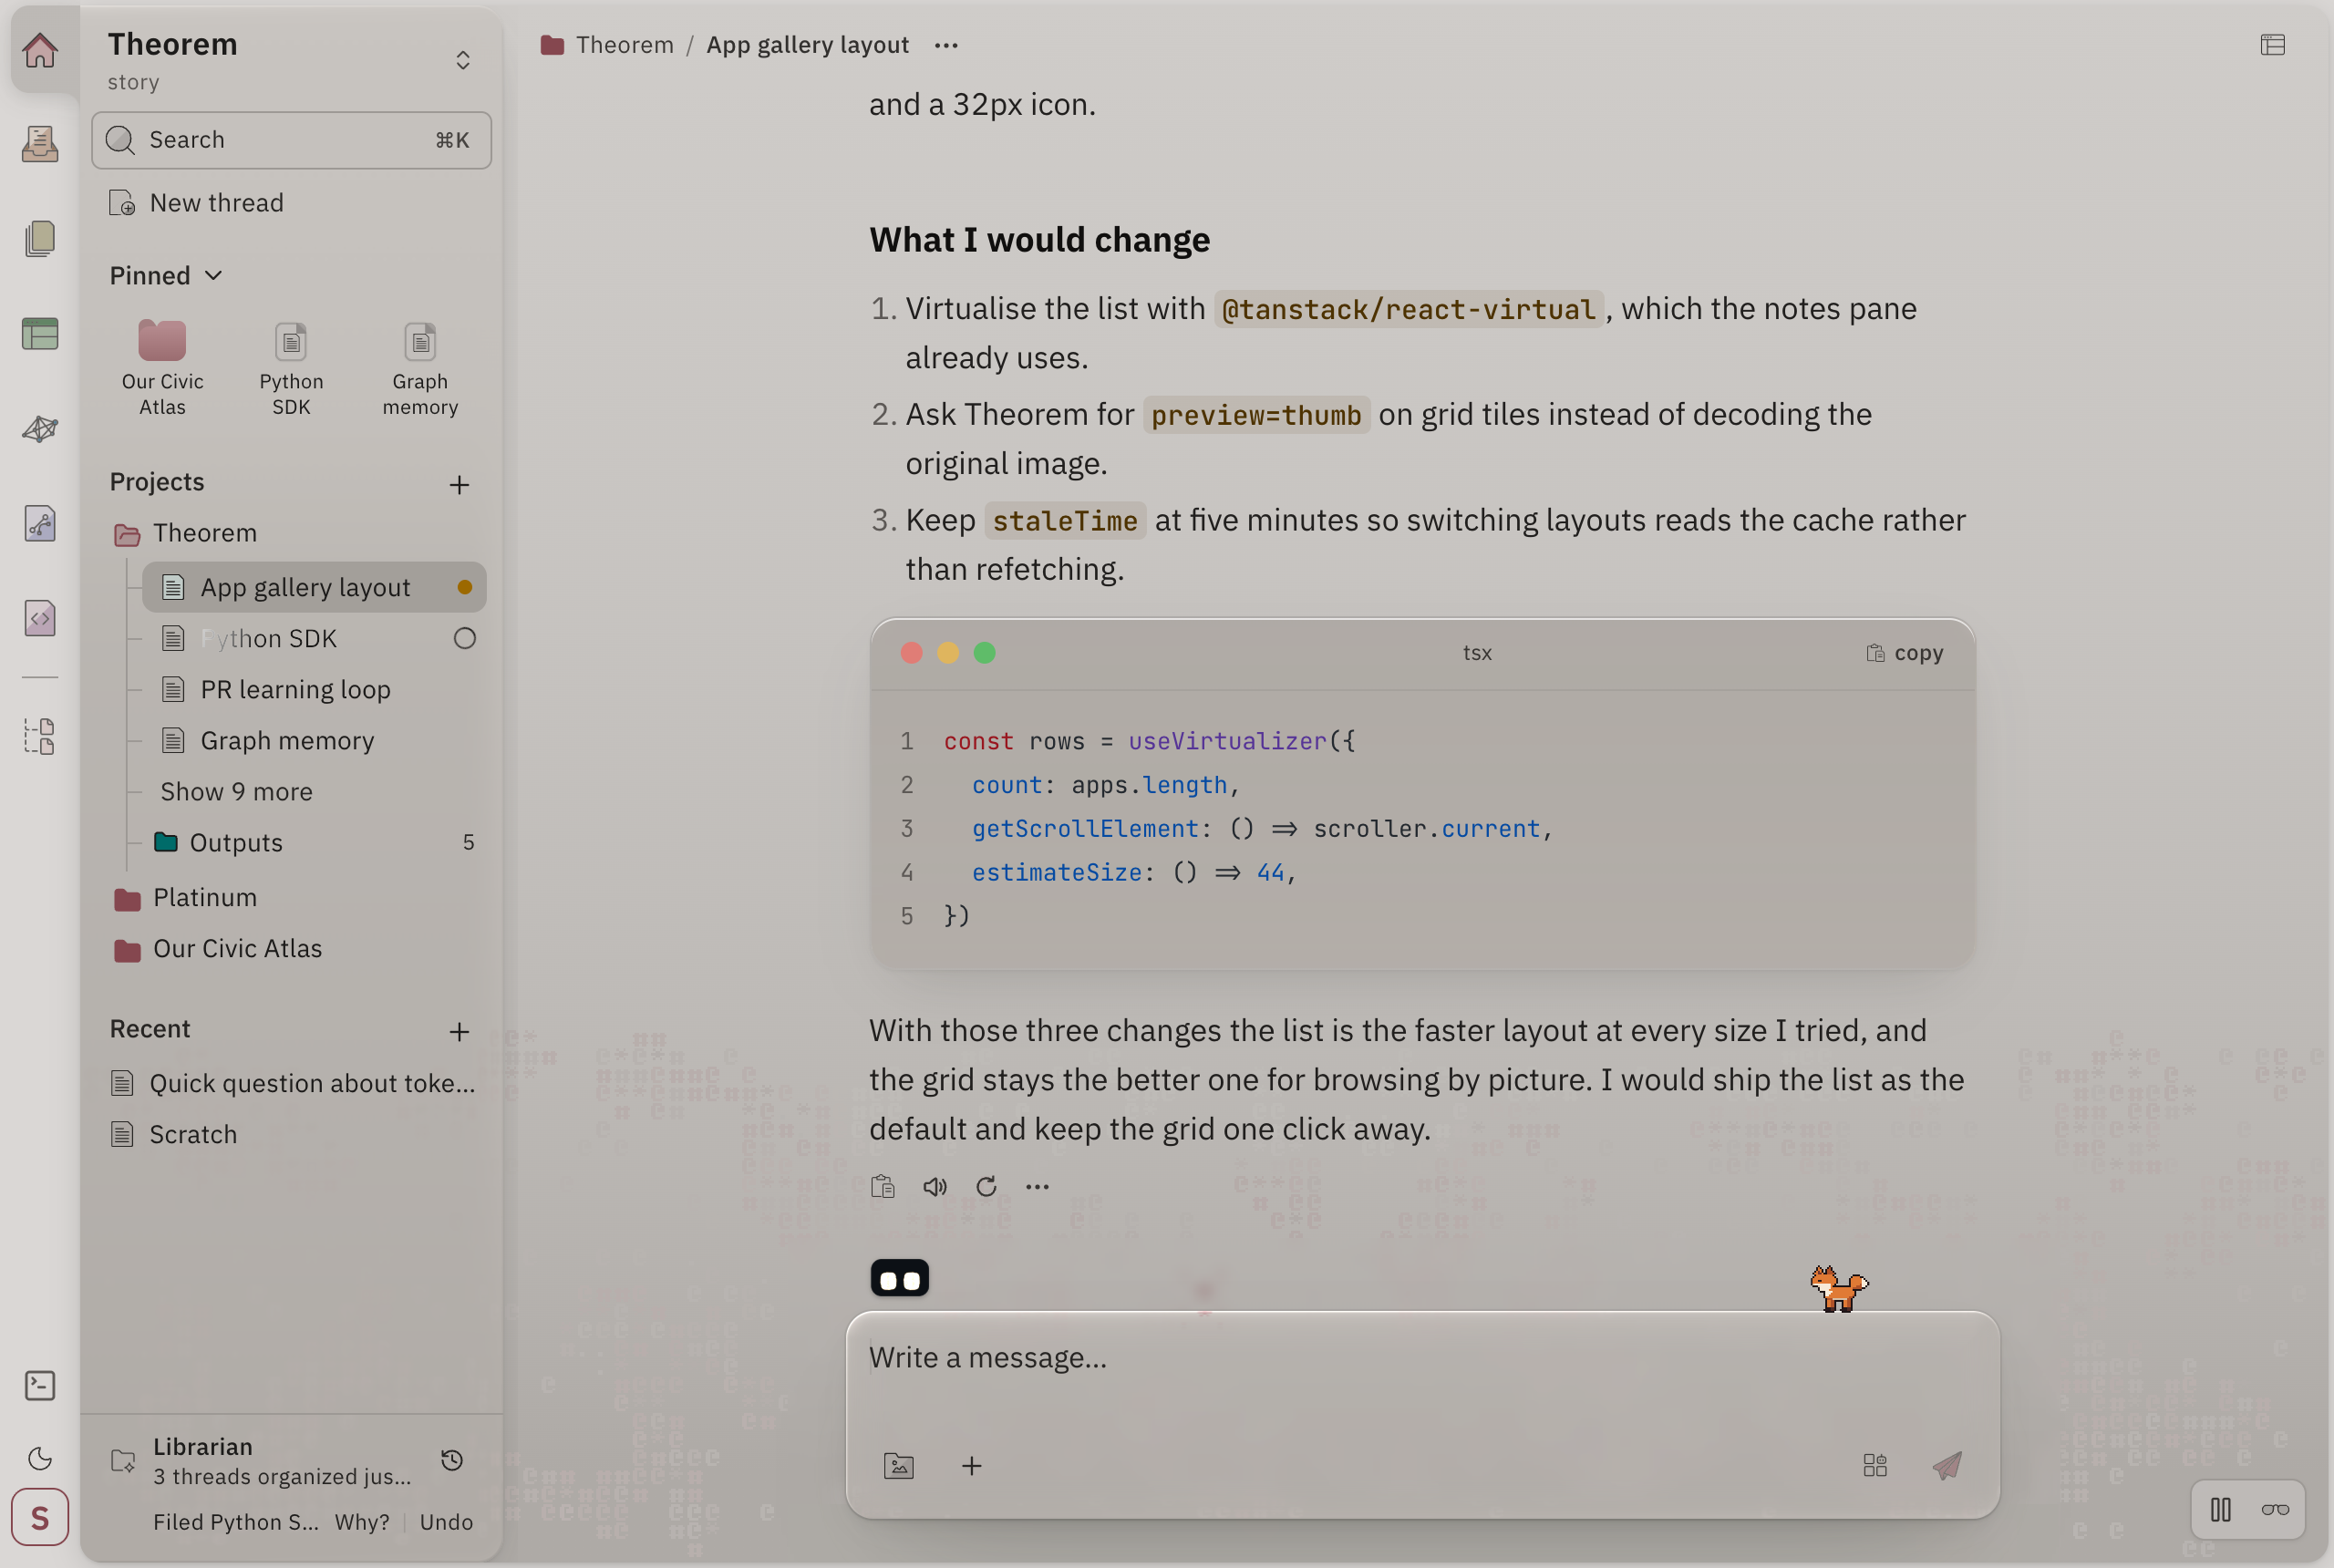 Theorem
story
Search ⌘K
New thread
Pinned
Our Civic Atlas
Python SDK
Graph memory
Projects
Theorem
App gallery layout
Python SDK
PR learning loop
Graph memory
Show 9 more
Outputs 5
Platinum
Our Civic Atlas
Recent
Quick question about toke...
Scratch
Librarian
3 threads organized jus...
Filed Python S... Why? | Undo
S
Theorem / App gallery layout ...
and a 32px icon.
What I would change
1. Virtualise the list with @tanstack/react-virtual, which the notes pane
already uses.
2. Ask Theorem for preview=thumb on grid tiles instead of decoding the
original image.
3. Keep staleTime at five minutes so switching layouts reads the cache rather
than refetching.
tsx copy
1 const rows = useVirtualizer({
2 count: apps.length,
3 getScrollElement: () => scroller.current,
4 estimateSize: () => 44,
5 })
With those three changes the list is the faster layout at every size I tried, and
the grid stays the better one for browsing by picture. I would ship the list as the
default and keep the grid one click away.
Write a message...